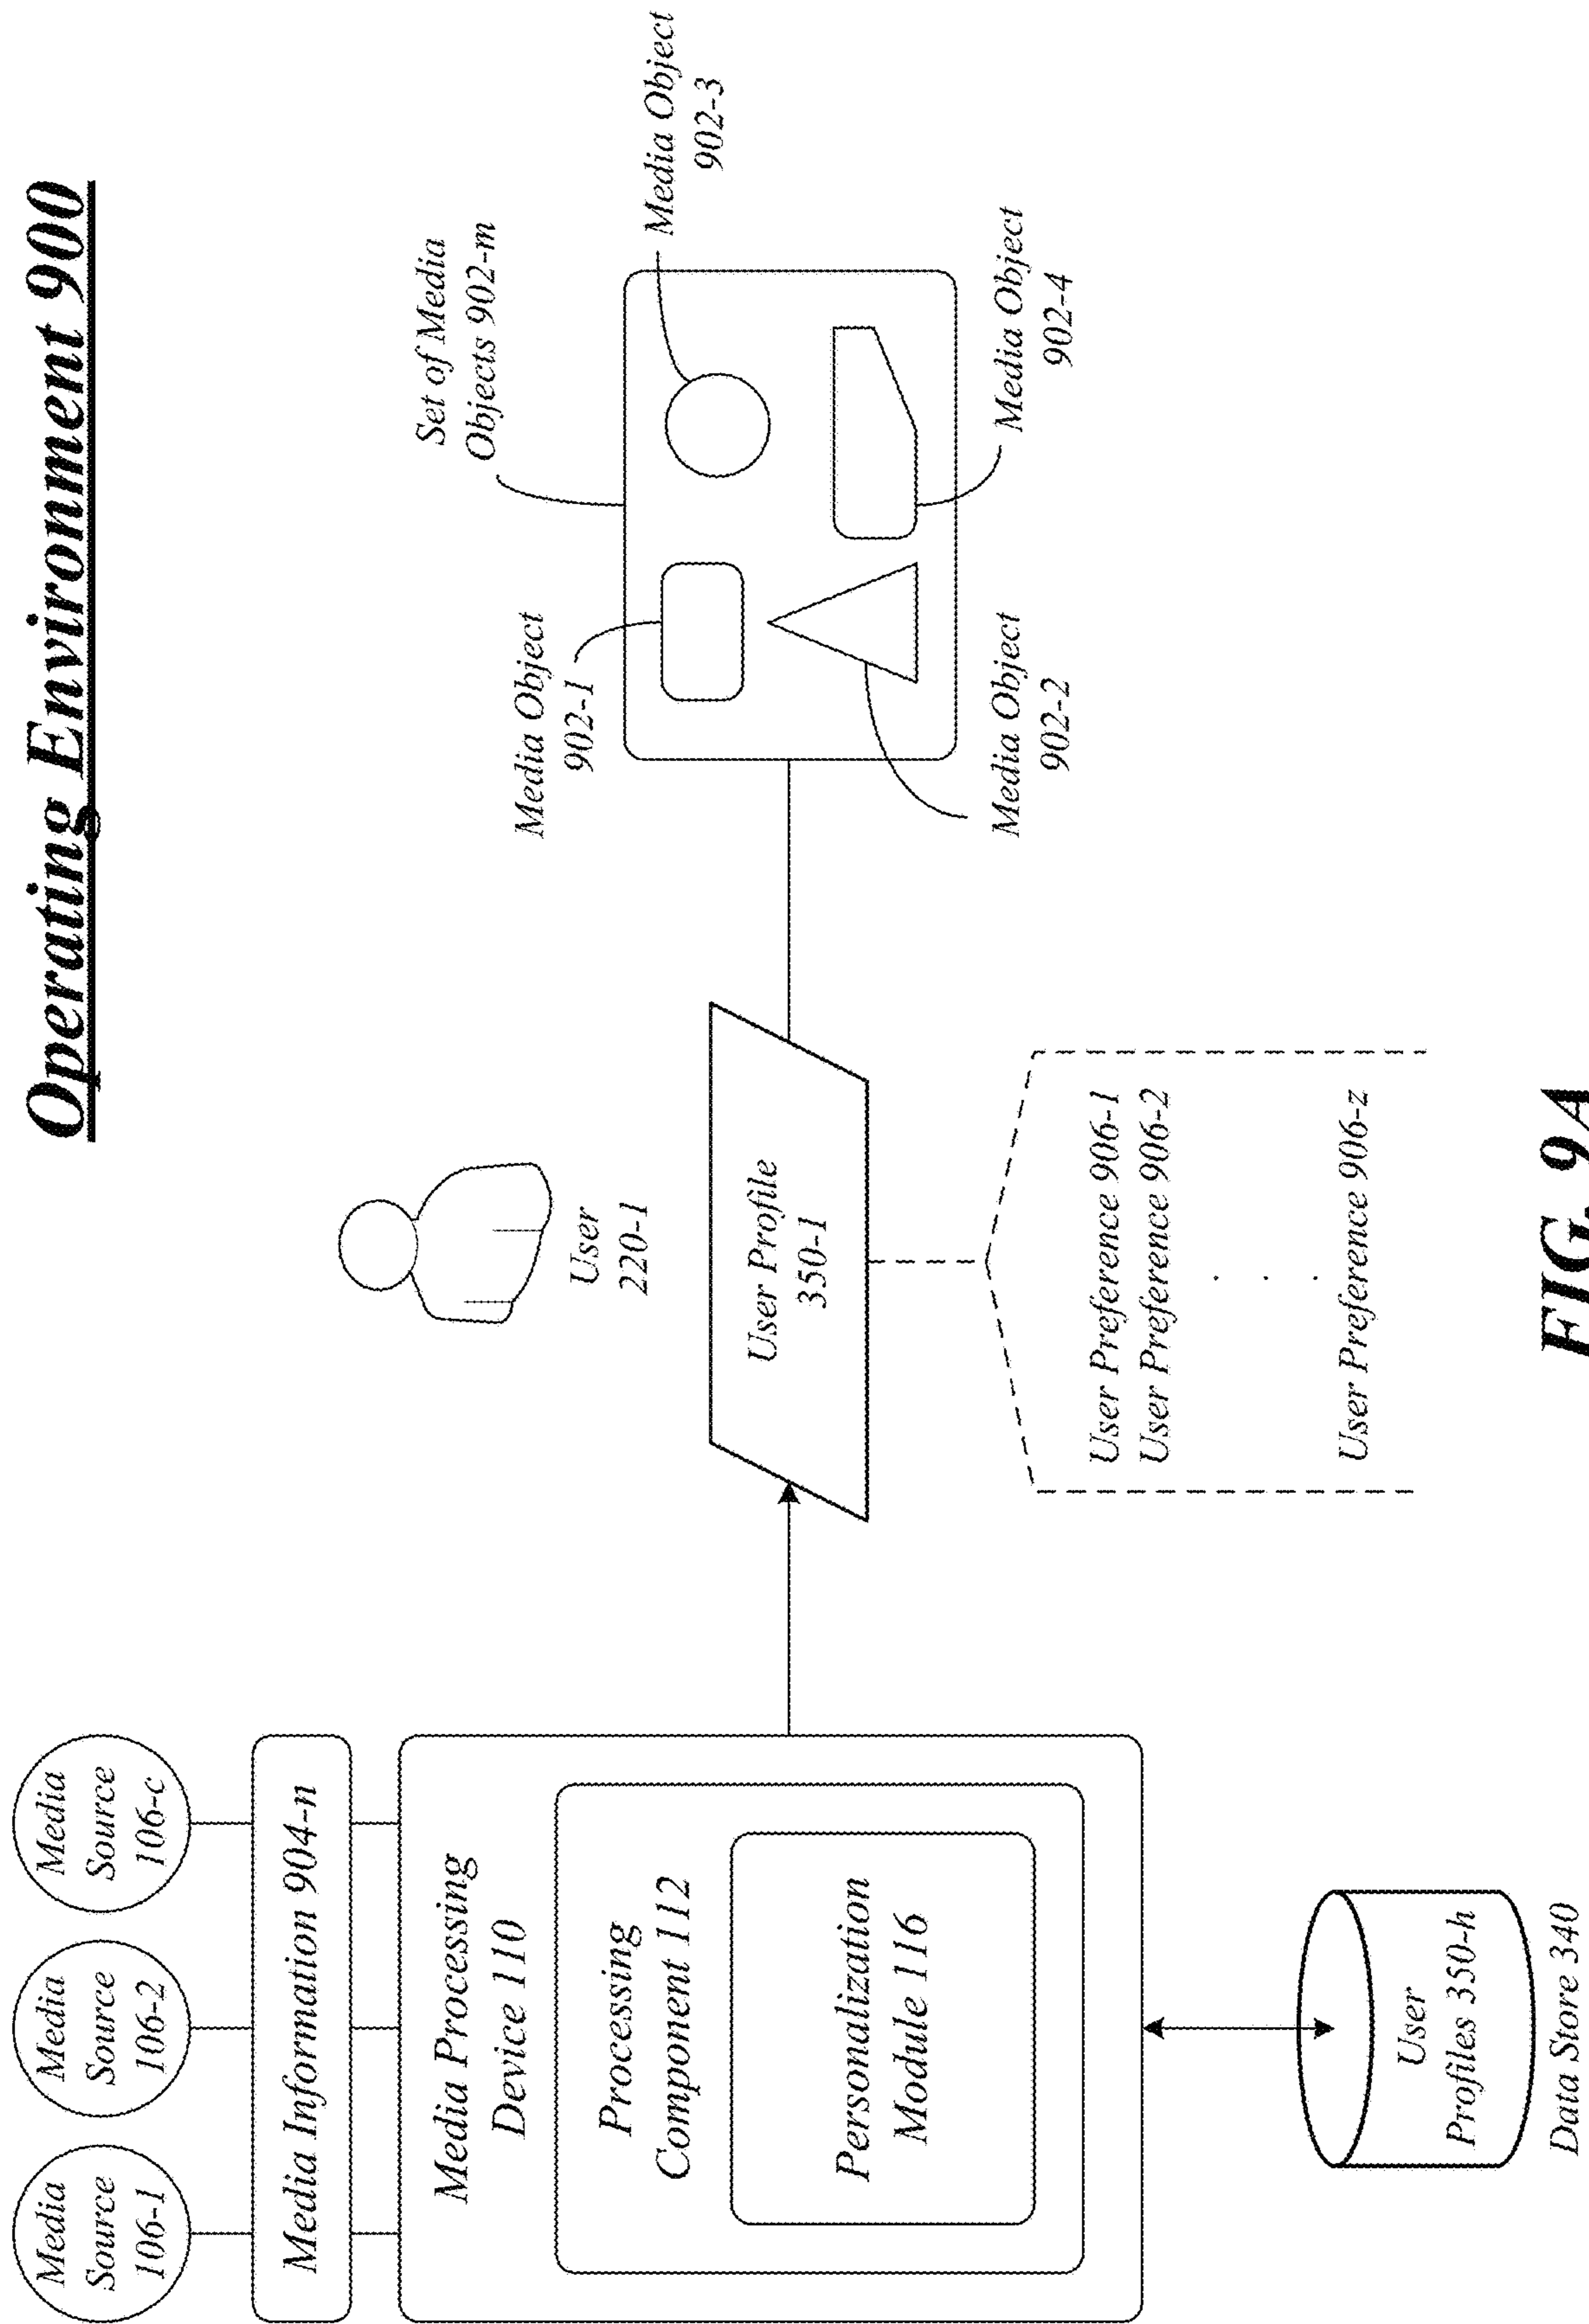 Operating Environment 900
Media
Source
106-1
Media
Source
106-2
Media
Source
106-c
Media Information 904-n
Media Processing
Device 110
Processing
Component 112
Personalization
Module 116
User
Profiles 350-h
Data Store 340
User
220-1
User Profile
350-1
User Preference 906-1
User Preference 906-2
.
.
.
User Preference 906-z
Set of Media
Objects 902-m
Media Object
902-1
Media Object
902-3
Media Object
902-2
Media Object
902-4
FIG. 9A